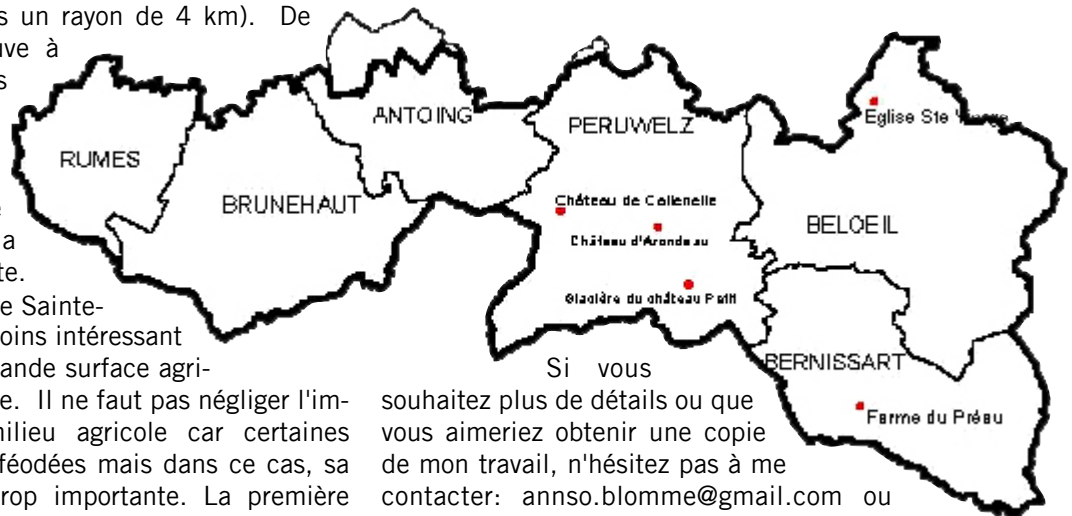 s un rayon de 4 km). De
uve à
s
e
a
te.
e Sainte-
oins intéressant
ande surface agri-
e. Il ne faut pas négliger l'im-
nilieu agricole car certaines
féodées mais dans ce cas, sa
rop importante. La première
RUMES
BRUNEHAUT
ANTOING
PERUWELZ
Château de Callenelle
Château d'Arondeau
Glacière du château Petit
Eglise Ste
BELOEIL
BERNISSART
Ferme du Préau
Si vous
souhaitez plus de détails ou que
vous aimeriez obtenir une copie
de mon travail, n'hésitez pas à me
contacter: annso.blomme@gmail.com ou